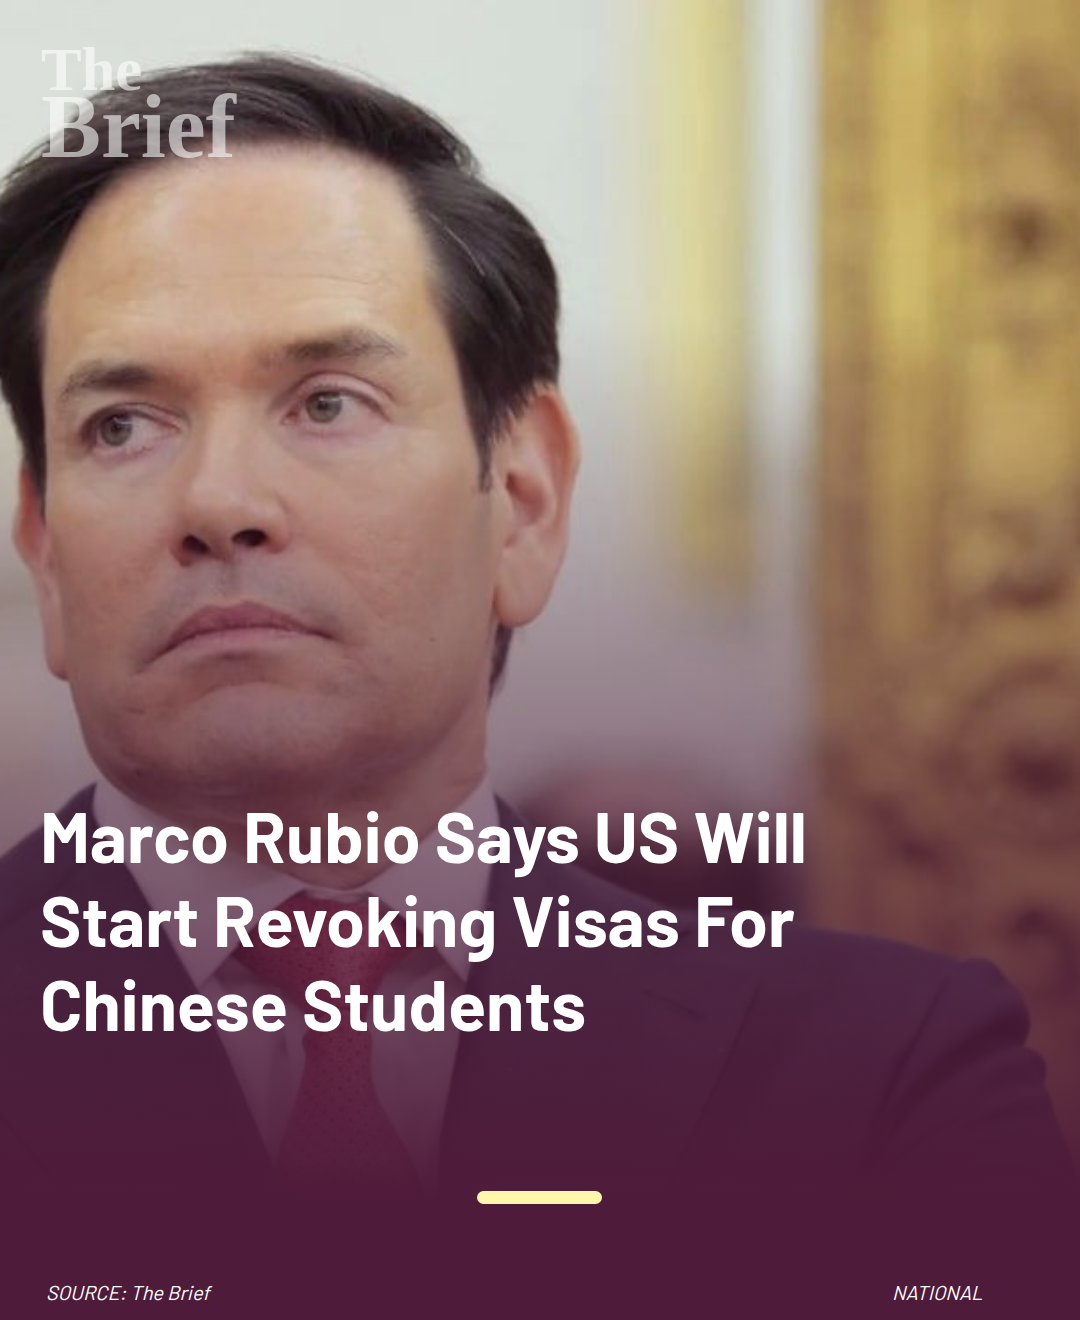 The
Brief
Marco Rubio Says US Will
Start Revoking Visas For
Chinese Students
SOURCE: The Brief
NATIONAL